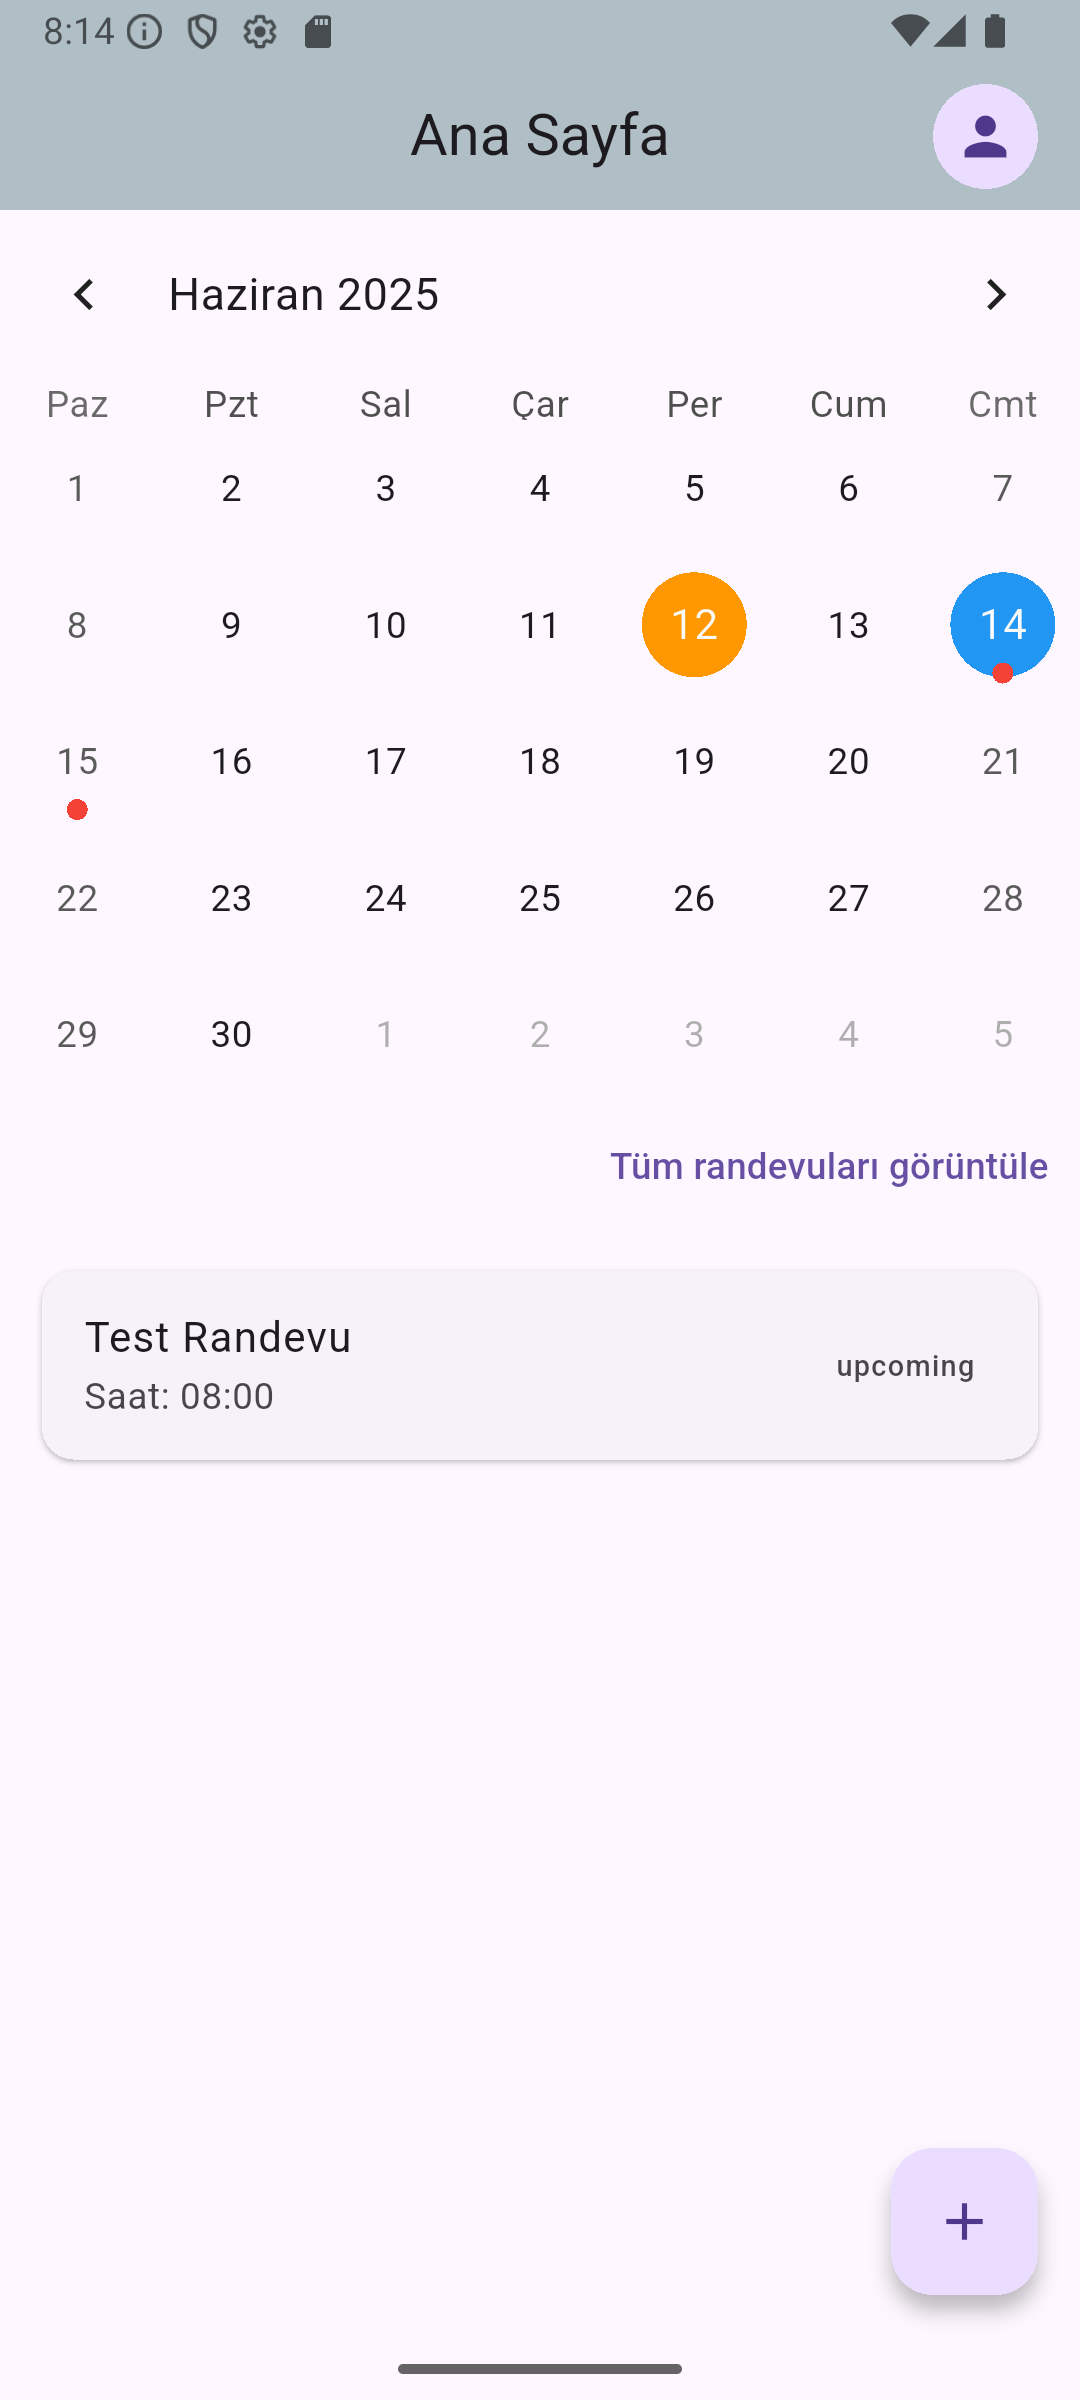 8:14
Ana Sayfa
Haziran 2025
Paz Pzt Sal Çar Per Cum Cmt
1 2 3 4 5 6 7
8 9 10 11 12 13 14
15 16 17 18 19 20 21
22 23 24 25 26 27 28
29 30 1 2 3 4 5
Tüm randevuları görüntüle
Test Randevu
upcoming
Saat: 08:00